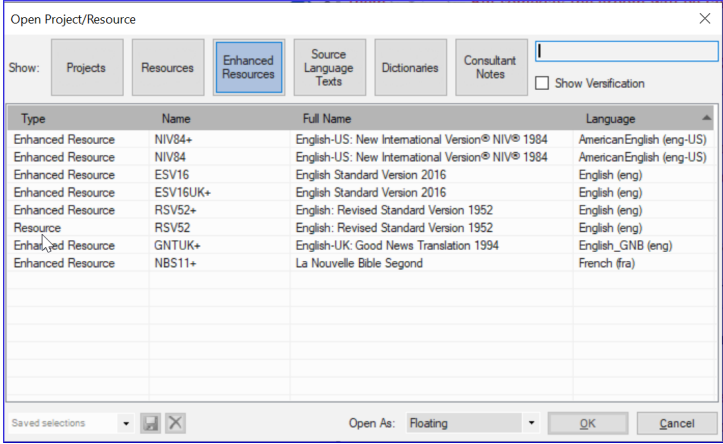 Open Project/Resource
Show:
Projects
Resources
Enhanced
Resources
Source
Language
Texts
Dictionaries
Consultant
Notes
Show Versification
Type Name Full Name Language
Enhanced Resource NIV84+ English-US: New International Version® NIV® 1984 AmericanEnglish (eng-US)
Enhanced Resource NIV84 English-US: New International Version® NIV® 1984 AmericanEnglish (eng-US)
Enhanced Resource ESV16 English Standard Version 2016 English (eng)
Enhanced Resource ESV16UK+ English Standard Version 2016 English (eng)
Enhanced Resource RSV52+ English: Revised Standard Version 1952 English (eng)
Resource RSV52 English: Revised Standard Version 1952 English (eng)
Enhanced Resource GNTUK+ English-UK: Good News Translation 1994 English_GNB (eng)
Enhanced Resource NBS11+ La Nouvelle Bible Segond French (fra)
Saved selections Open As: Floating OK Cancel